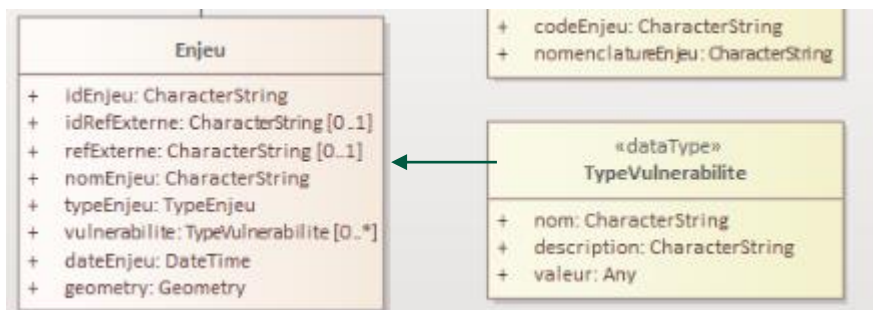 Enjeu
+ idEnjeu: CharacterString
+ idRefExterne: CharacterString [0..1]
+ refExterne: CharacterString [0..1]
+ nomEnjeu: CharacterString
+ typeEnjeu: TypeEnjeu
+ vulnerabilite: TypeVulnerabilite [0..*]
+ dateEnjeu: DateTime
+ geometry: Geometry
+ codeEnjeu: CharacterString
+ nomenclatureEnjeu: CharacterString
«dataType»
TypeVulnerabilite
+ nom: CharacterString
+ description: CharacterString
+ valeur: Any